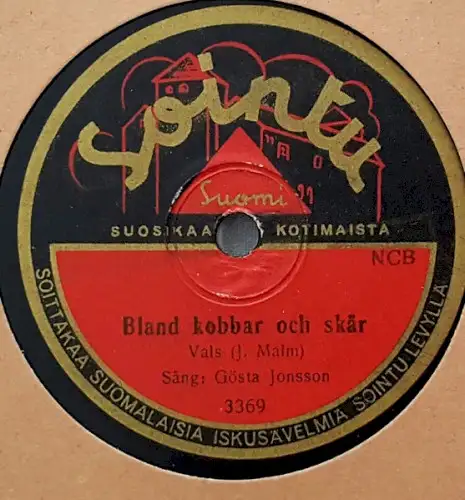 Sointu
Suomi
SUOSIKAA KOTIMAISTA
NCB
Bland kobbar och skär
Vals (J. Malm)
Sång: Gösta Jonsson
3369
SOITTAKAA SUOMALAISIA ISKUSÄVELMIÄ SOINTU-LEVYLLÄ